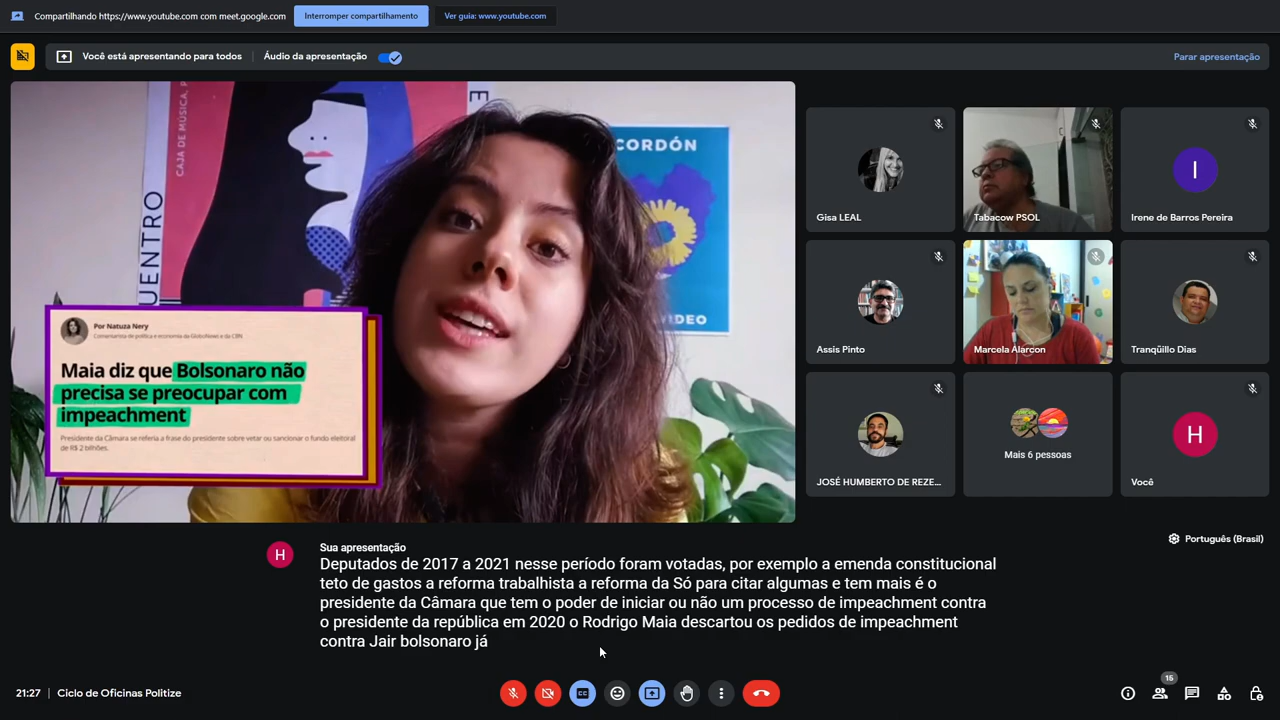 Compartilhando https://www.youtube.com com meet.google.com
Interromper compartilhamento
Ver guia: www.youtube.com
Você está apresentando para todos
Áudio da apresentação
Parar apresentação
CAJA DE MÚSICA, P
UENTRO
E
CORDÓN
VIDEO
Por Natuza Nery
Comentarista de política e economia da GloboNews e da CBN
Maia diz que Bolsonaro não
precisa se preocupar com
impeachment
Presidente da Câmara se referia a frase do presidente sobre vetar ou sancionar o fundo eleitoral
de R$ 2 bilhões.
Gisa LEAL
Tabacow PSOL
I
Irene de Barros Pereira
Assis Pinto
Marcela Alarcon
Tranqüillo Dias
JOSÉ HUMBERTO DE REZE...
Mais 6 pessoas
H
Você
H
Sua apresentação
Português (Brasil)
Deputados de 2017 a 2021 nesse período foram votadas, por exemplo a emenda constitucional
teto de gastos a reforma trabalhista a reforma da Só para citar algumas e tem mais é o
presidente da Câmara que tem o poder de iniciar ou não um processo de impeachment contra
o presidente da república em 2020 o Rodrigo Maia descartou os pedidos de impeachment
contra Jair bolsonaro já
21:27
Ciclo de Oficinas Politize
CC
15